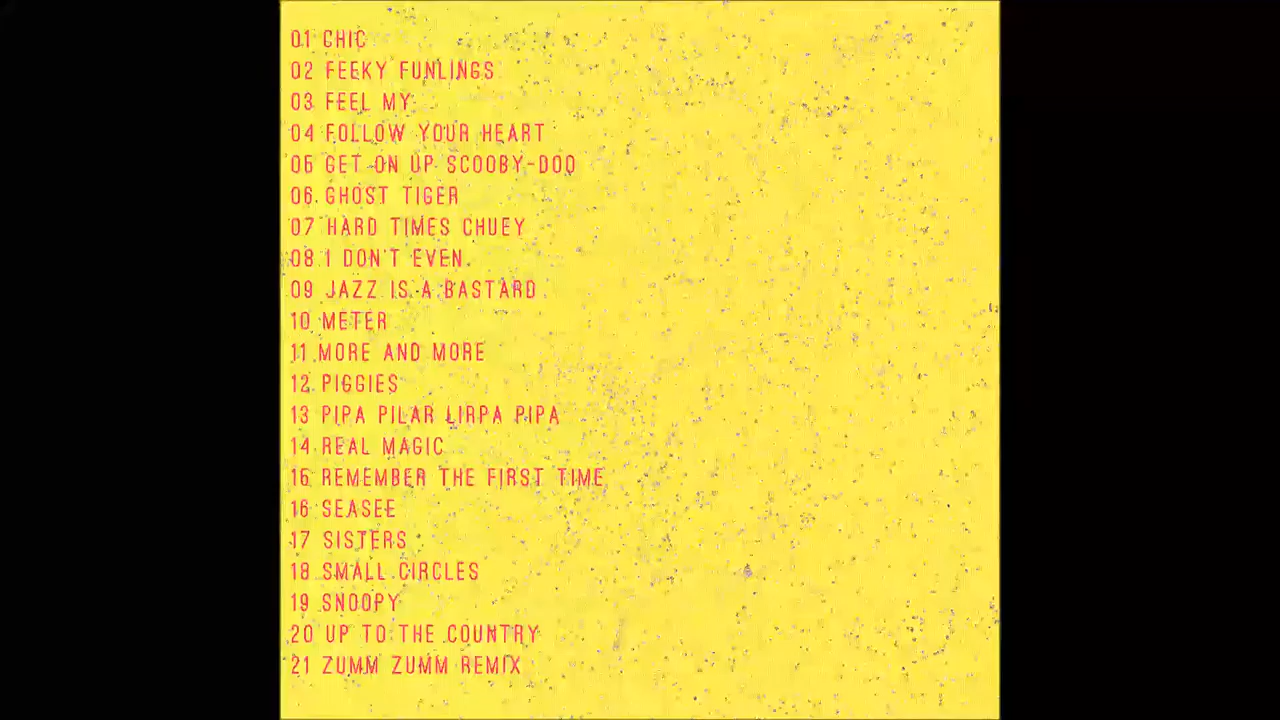 01 CHIC
02 FEEKY FUNLINGS
03 FEEL MY
04 FOLLOW YOUR HEART
05 GET ON UP SCOOBY-DOO
06 GHOST TIGER
07 HARD TIMES CHUEY
08 I DON'T EVEN
09 JAZZ IS A BASTARD
10 METER
11 MORE AND MORE
12 PIGGIES
13 PIPA PILAR LIRPA PIPA
14 REAL MAGIC
15 REMEMBER THE FIRST TIME
16 SEASEE
17 SISTERS
18 SMALL CIRCLES
19 SNOOPY
20 UP TO THE COUNTRY
21 ZUMM ZUMM REMIX